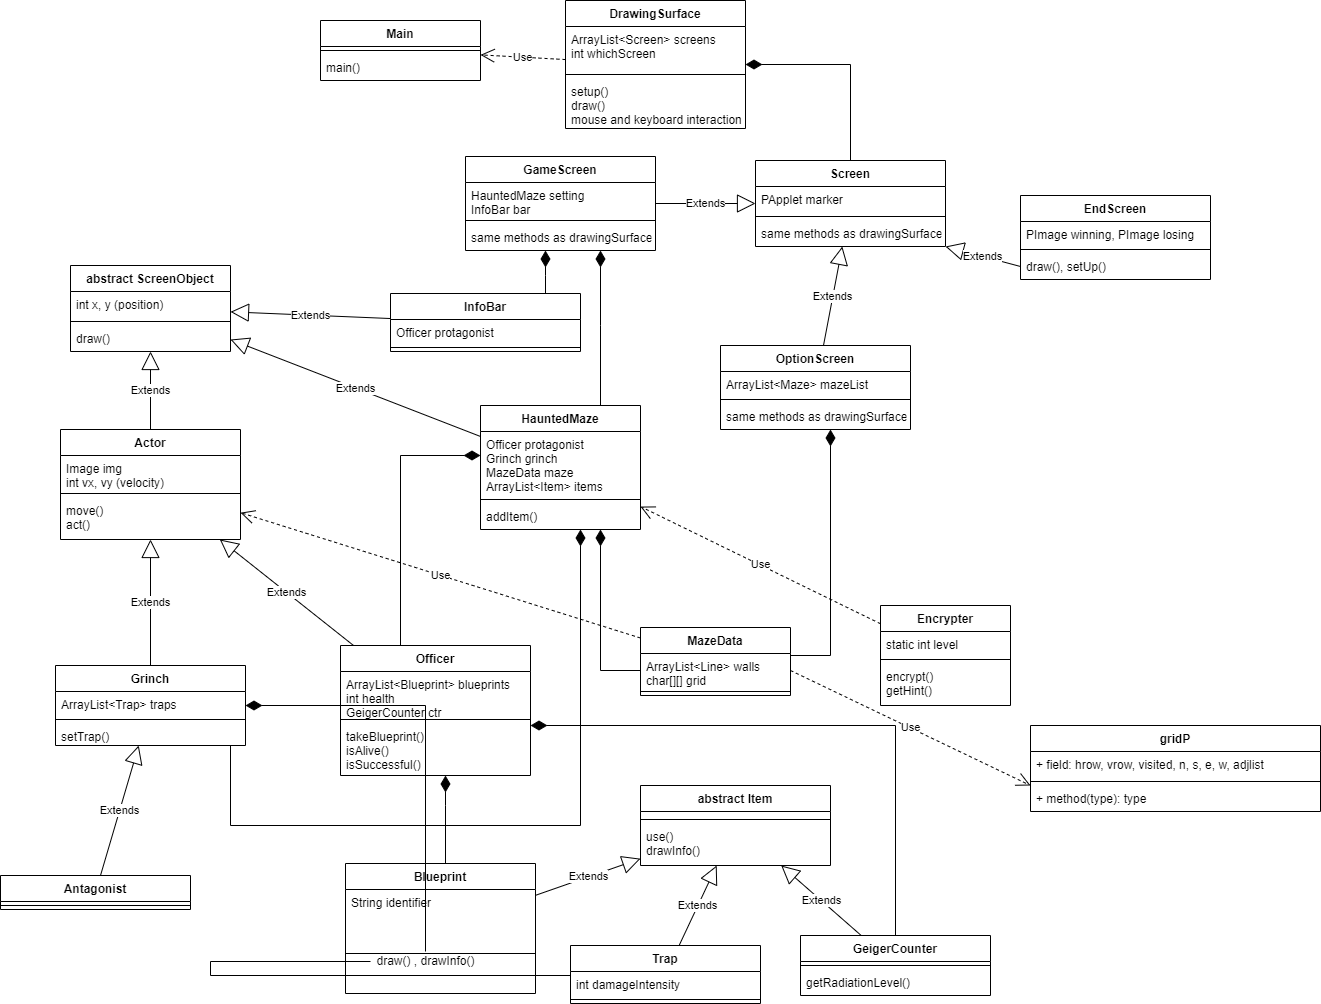 Main
main()
Use
DrawingSurface
ArrayList<Screen> screens
int whichScreen
setup()
draw()
mouse and keyboard interaction
GameScreen
HauntedMaze setting
InfoBar bar
same methods as drawingSurface
Extends
Screen
PApplet marker
same methods as drawingSurface
Extends
EndScreen
PImage winning, PImage losing
draw(), setUp()
abstract ScreenObject
int x, y (position)
draw()
Extends
InfoBar
Officer protagonist
Extends
Extends
OptionScreen
ArrayList<Maze> mazeList
same methods as drawingSurface
Extends
Actor
Image img
int vx, vy (velocity)
move()
act()
HauntedMaze
Officer protagonist
Grinch grinch
MazeData maze
ArrayList<Item> items
addItem()
Use
Use
Extends
Extends
Encrypter
static int level
encrypt()
getHint()
MazeData
ArrayList<Line> walls
char[][] grid
Use
Officer
ArrayList<Blueprint> blueprints
int health
GeigerCounter ctr
takeBlueprint()
isAlive()
isSuccessful()
Grinch
ArrayList<Trap> traps
setTrap()
gridP
+ field: hrow, vrow, visited, n, s, e, w, adjlist
+ method(type): type
Extends
abstract Item
use()
drawInfo()
Antagonist
Blueprint
String identifier
draw() , drawInfo()
Extends
Extends
Extends
Trap
int damageIntensity
GeigerCounter
getRadiationLevel()